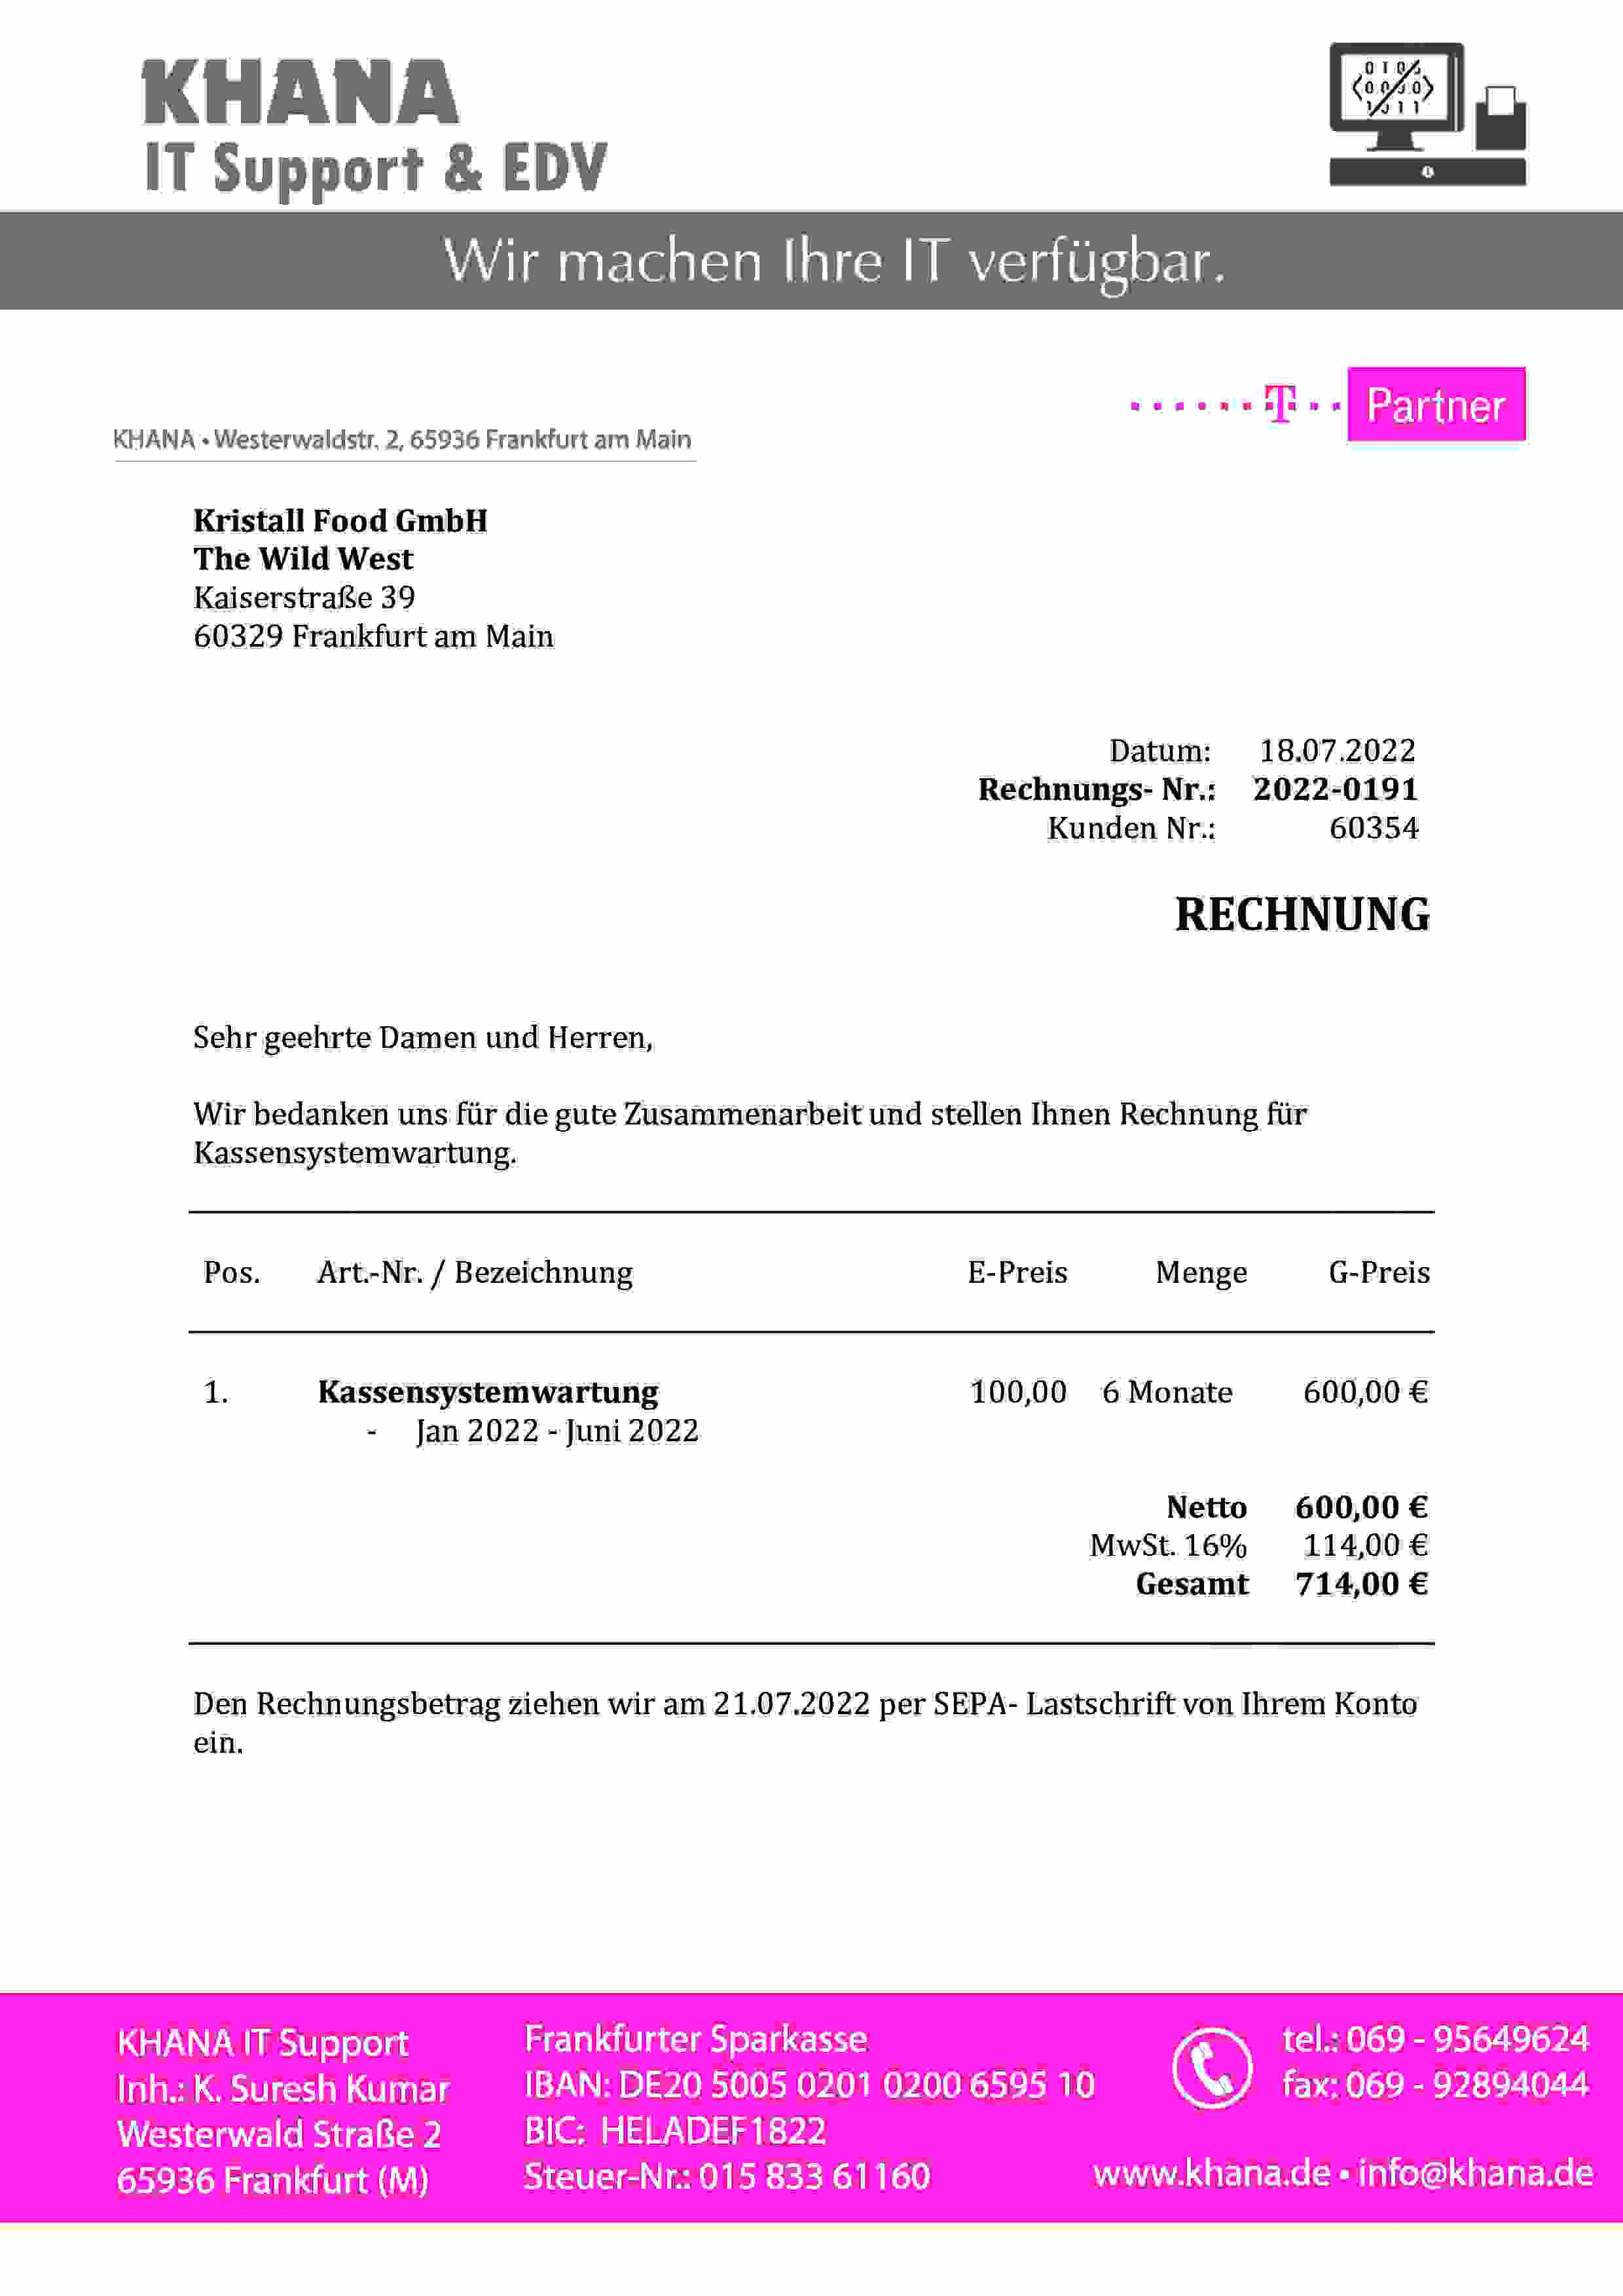 KHANA
IT Support & EDV
Wir machen Ihre IT verfügbar.
T Partner
KHANA • Westerwaldstr. 2, 65936 Frankfurt am Main
Kristall Food GmbH
The Wild West
Kaiserstraße 39
60329 Frankfurt am Main
Datum: 18.07.2022
Rechnungs- Nr.: 2022-0191
Kunden Nr.: 60354
RECHNUNG
Sehr geehrte Damen und Herren,
Wir bedanken uns für die gute Zusammenarbeit und stellen Ihnen Rechnung für
Kassensystemwartung.
Pos. Art.-Nr. / Bezeichnung E-Preis Menge G-Preis
1. Kassensystemwartung 100,00 6 Monate 600,00 €
- Jan 2022 - Juni 2022
Netto 600,00 €
MwSt. 16% 114,00 €
Gesamt 714,00 €
Den Rechnungsbetrag ziehen wir am 21.07.2022 per SEPA- Lastschrift von Ihrem Konto
ein.
KHANA IT Support
Inh.: K. Suresh Kumar
Westerwald Straße 2
65936 Frankfurt (M)
Frankfurter Sparkasse
IBAN: DE20 5005 0201 0200 6595 10
BIC: HELADEF1822
Steuer-Nr.: 015 833 61160
tel.: 069 - 95649624
fax: 069 - 92894044
www.khana.de • info@khana.de